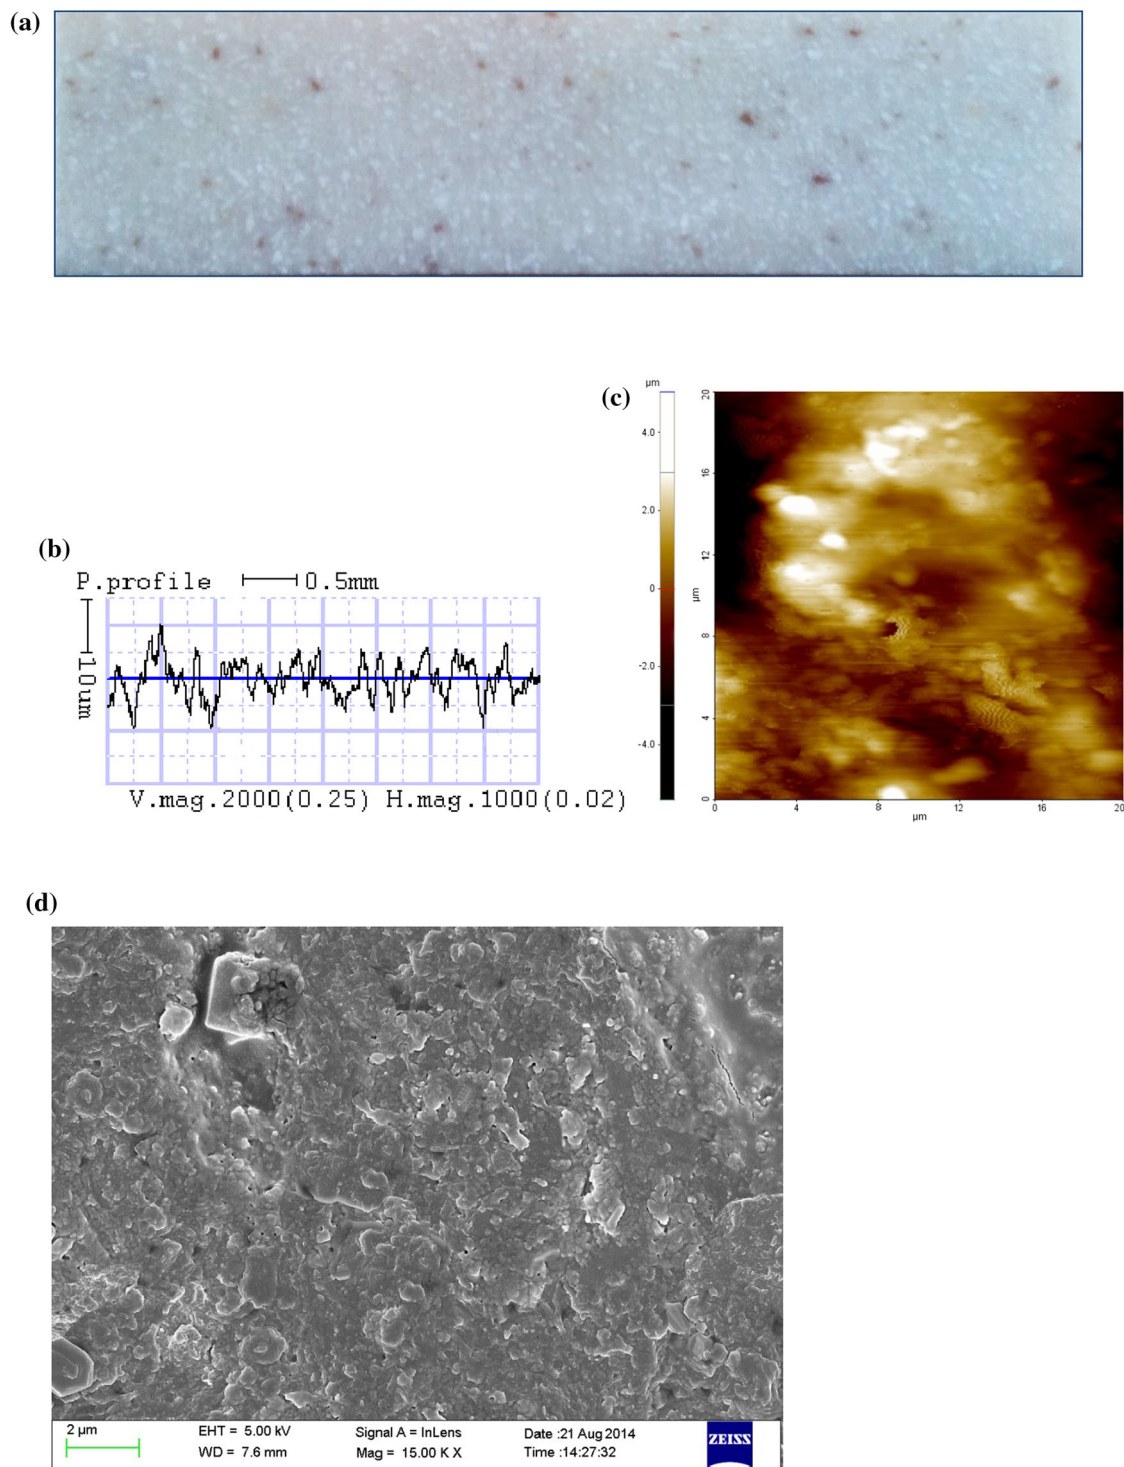 (a)
(b)
P.profile 0.5mm
10um
V.mag.2000(0.25) H.mag.1000(0.02)
(c)
µm
4.0
2.0
0
-2.0
-4.0
20
16
12
8
4
0
µm
0 4 8 12 16 20
µm
(d)
2 µm
EHT = 5.00 kV
WD = 7.6 mm
Signal A = InLens
Mag = 15.00 K X
Date :21 Aug 2014
Time :14:27:32
ZEISS